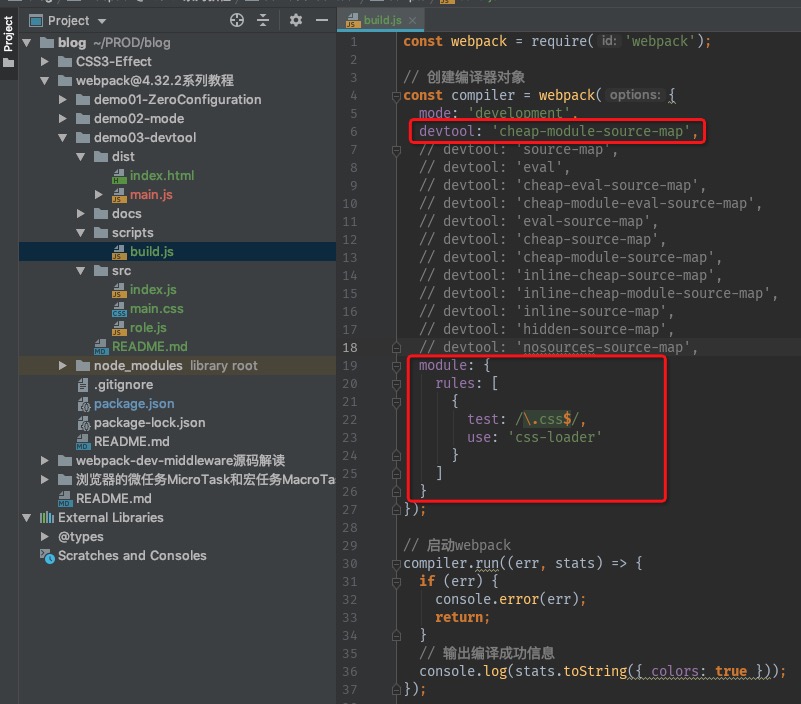 Project
Project
blog ~/PROD/blog
CSS3-Effect
webpack@4.32.2系列教程
demo01-ZeroConfiguration
demo02-mode
demo03-devtool
dist
index.html
main.js
docs
scripts
build.js
src
index.js
main.css
role.js
README.md
node_modules library root
.gitignore
package.json
package-lock.json
README.md
webpack-dev-middleware源码解读
浏览器的微任务MicroTask和宏任务MacroTa
README.md
External Libraries
@types
Scratches and Consoles
build.js
1 const webpack = require( id: 'webpack');
2
3 // 创建编译器对象
4 const compiler = webpack( options: {
5 mode: 'development',
6 devtool: 'cheap-module-source-map',
7 // devtool: 'source-map',
8 // devtool: 'eval',
9 // devtool: 'cheap-eval-source-map',
10 // devtool: 'cheap-module-eval-source-map',
11 // devtool: 'eval-source-map',
12 // devtool: 'cheap-source-map',
13 // devtool: 'cheap-module-source-map',
14 // devtool: 'inline-cheap-source-map',
15 // devtool: 'inline-cheap-module-source-map',
16 // devtool: 'inline-source-map',
17 // devtool: 'hidden-source-map',
18 // devtool: 'nosources-source-map',
19 module: {
20 rules: [
21 {
22 test: /\.css$/,
23 use: 'css-loader'
24 }
25 ]
26 }
27 });
28
29 // 启动webpack
30 compiler.run((err, stats) => {
31 if (err) {
32 console.error(err);
33 return;
34 }
35 // 输出编译成功信息
36 console.log(stats.toString({ colors: true }));
37 });